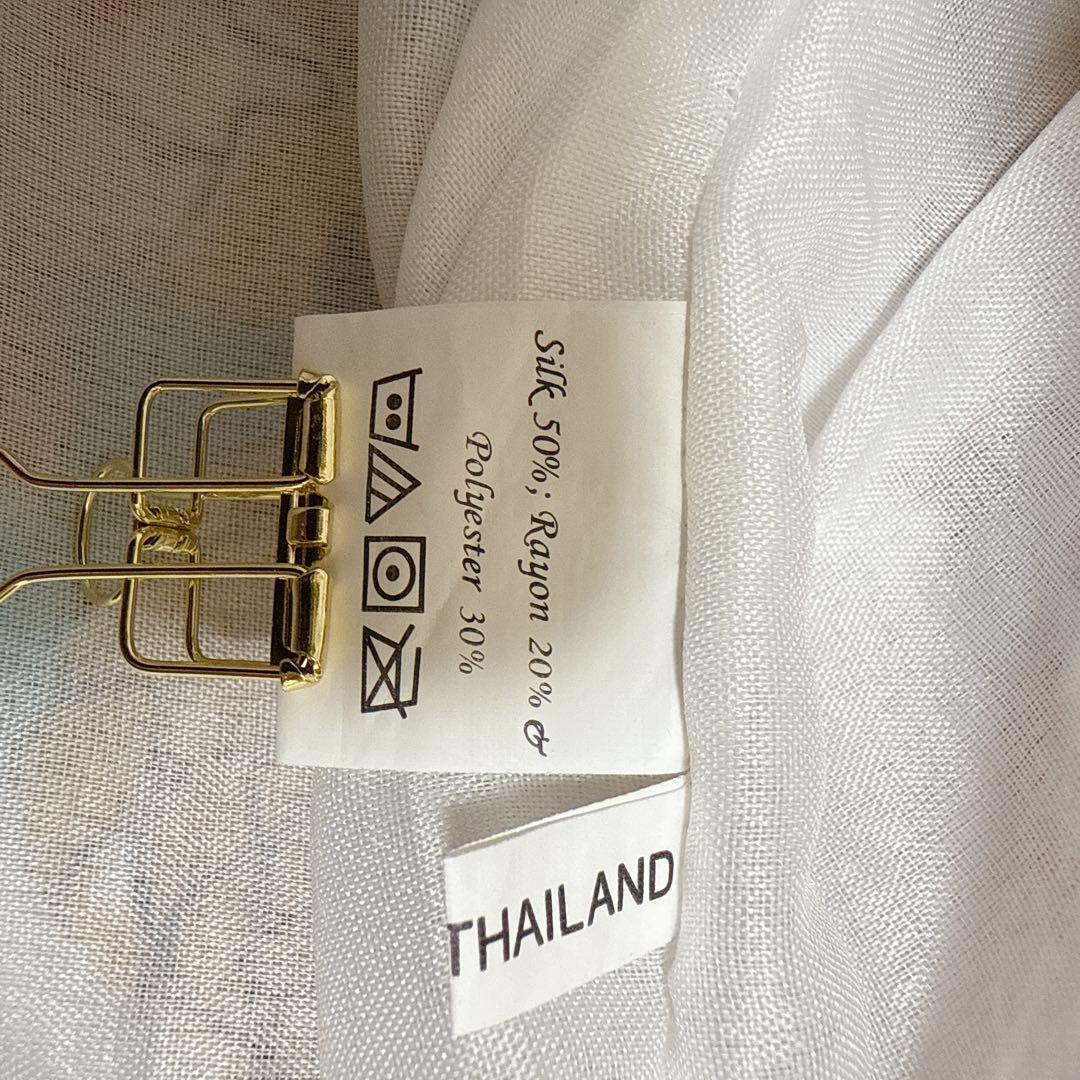 Silk 50%; Rayon 20% &
Polyester 30%
THAILAND